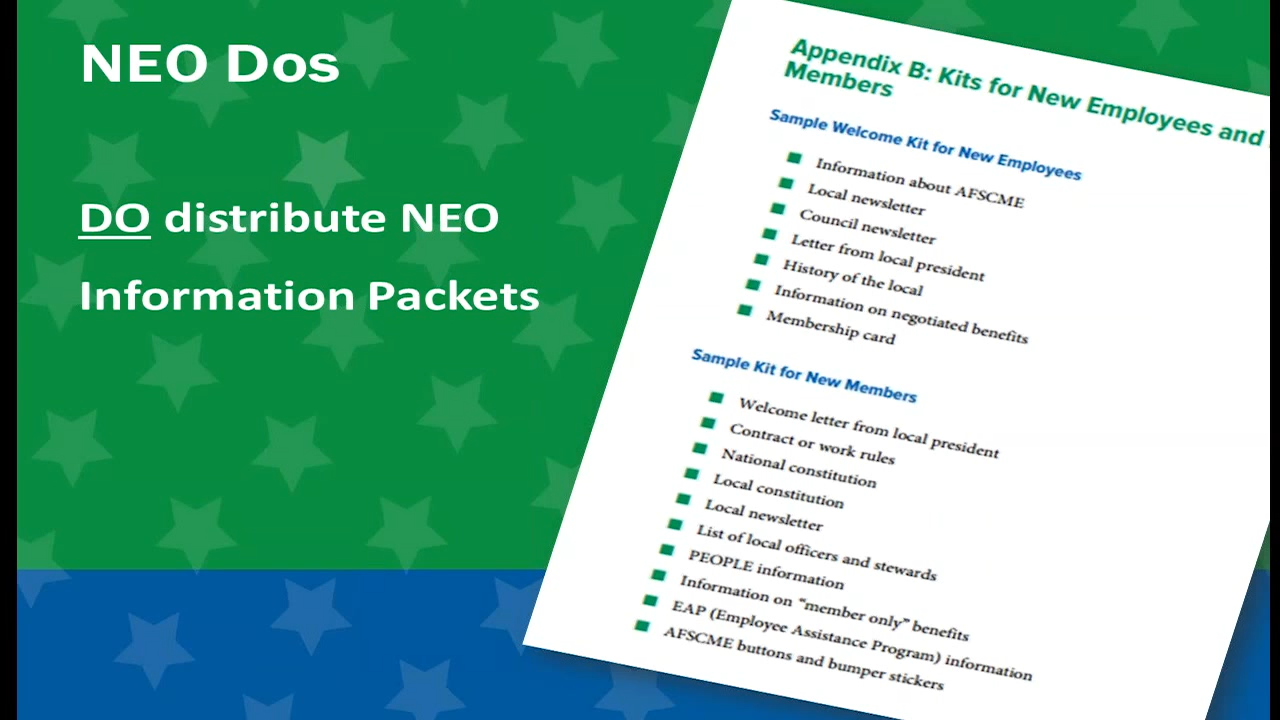 NEO Dos
DO distribute NEO
Information Packets
Appendix B: Kits for New Employees and
Members
Sample Welcome Kit for New Employees
Information about AFSCME
Local newsletter
Council newsletter
Letter from local president
History of the local
Information on negotiated benefits
Membership card
Sample Kit for New Members
Welcome letter from local president
Contract or work rules
National constitution
Local constitution
Local newsletter
List of local officers and stewards
PEOPLE information
Information on “member only” benefits
EAP (Employee Assistance Program) information
AFSCME buttons and bumper stickers